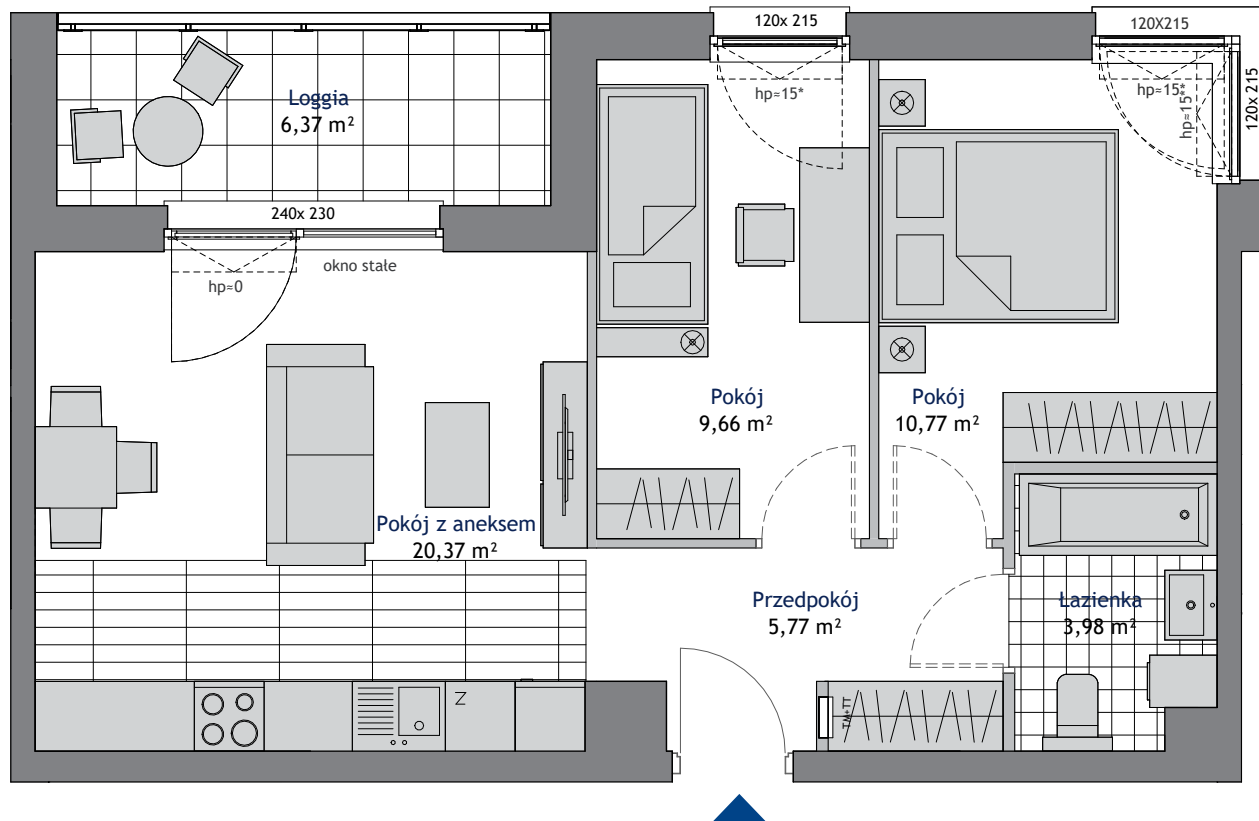 120x 215
120X215
120x 215
hp≈15*
hp≈15**
hp≈15**
Loggia
6,37 m²
240x 230
okno stałe
hp≈0
Pokój
9,66 m²
Pokój
10,77 m²
Pokój z aneksem
20,37 m²
Przedpokój
5,77 m²
Łazienka
3,98 m²
Z
TM+TT